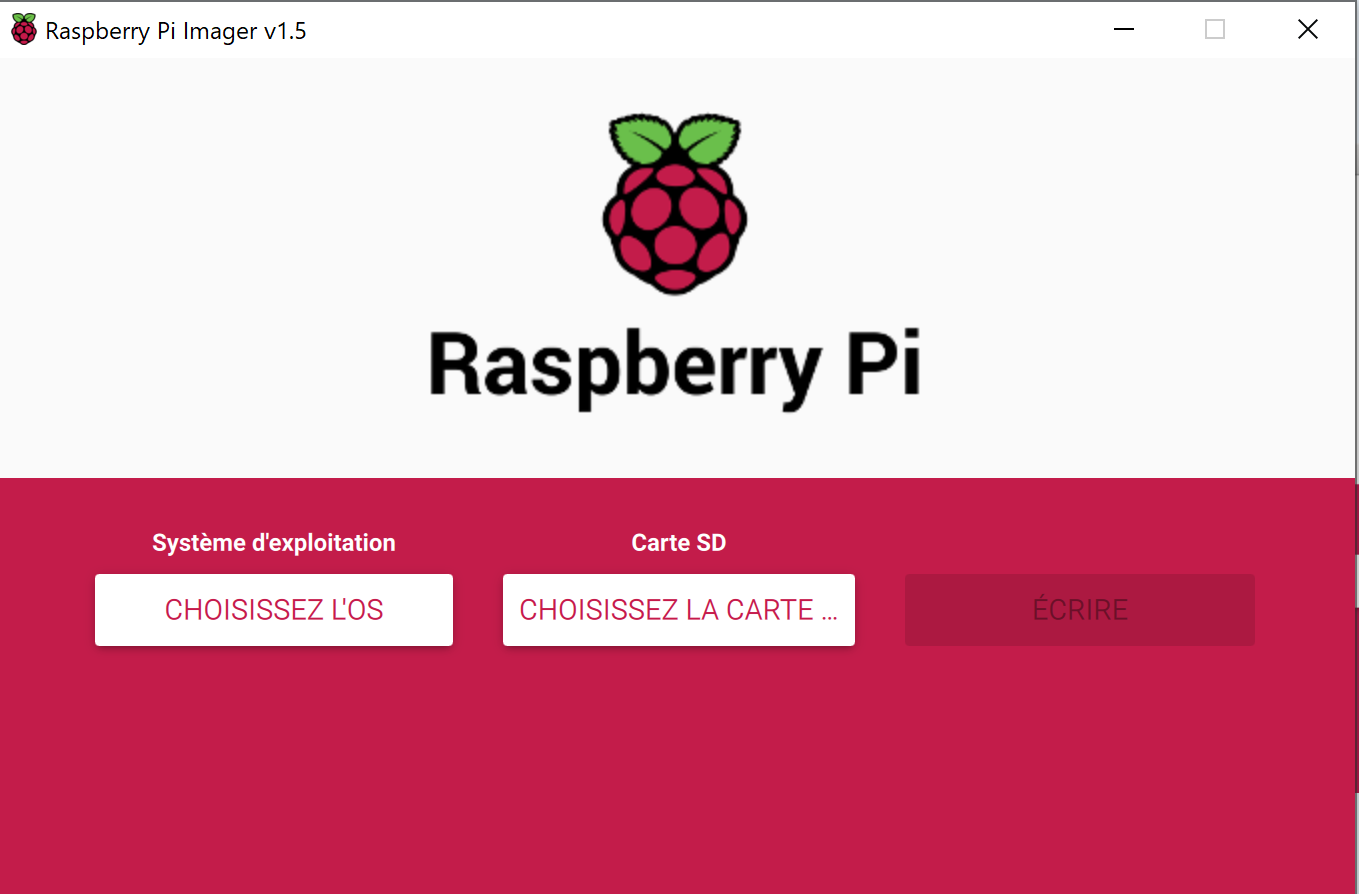 Raspberry Pi Imager v1.5
Raspberry Pi
Système d'exploitation
Carte SD
CHOISISSEZ L'OS
CHOISISSEZ LA CARTE ...
ÉCRIRE